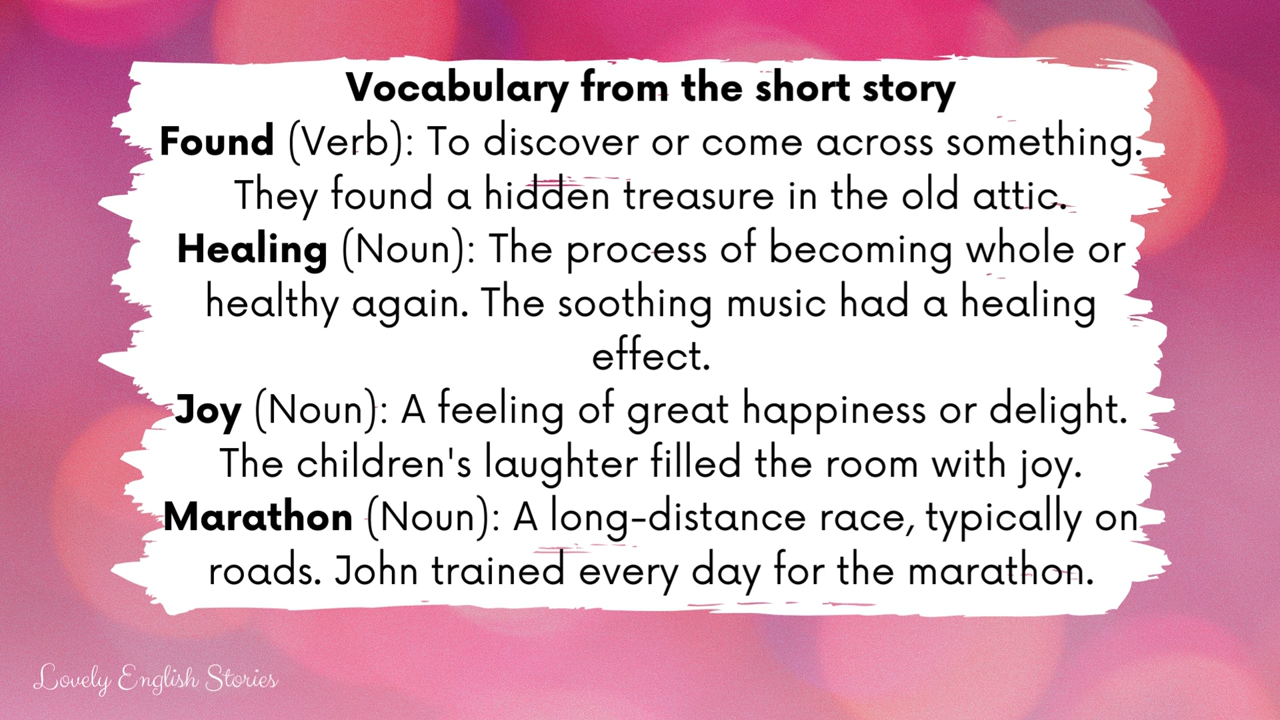 Vocabulary from the short story
Found (Verb): To discover or come across something.
They found a hidden treasure in the old attic.
Healing (Noun): The process of becoming whole or
healthy again. The soothing music had a healing
effect.
Joy (Noun): A feeling of great happiness or delight.
The children's laughter filled the room with joy.
Marathon (Noun): A long-distance race, typically on
roads. John trained every day for the marathon.
Lovely English Stories